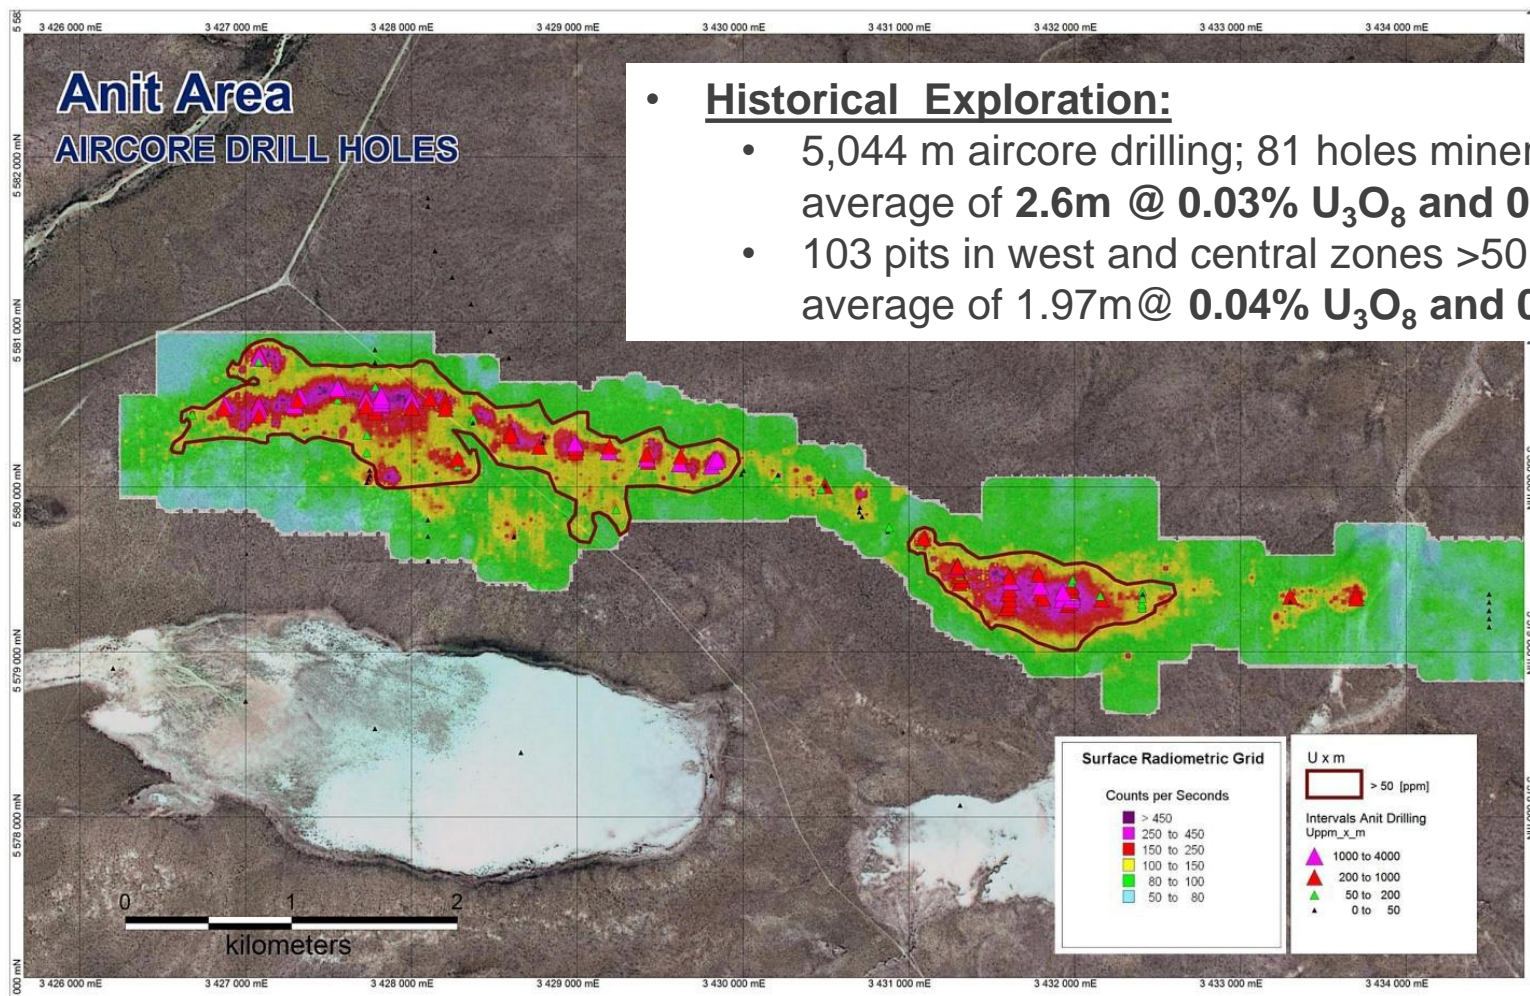 3 426 000 mE 3 427 000 mE 3 428 000 mE 3 429 000 mE 3 430 000 mE 3 431 000 mE 3 432 000 mE 3 433 000 mE 3 434 000 mE
Anit Area
AIRCORE DRILL HOLES
• Historical Exploration:
• 5,044 m aircore drilling; 81 holes
average of 2.6m @ 0.03% U₃O₈ and
• 103 pits in west and central zones >50
average of 1.97m@ 0.04% U₃O₈ and
5 582 000 mN
5 581 000 mN
5 580 000 mN
5 579 000 mN
5 578 000 mN
000 mN
Surface Radiometric Grid
Counts per Seconds
> 450
250 to 450
150 to 250
100 to 150
80 to 100
50 to 80
U x m
> 50 [ppm]
Intervals Anit Drilling
Uppm_x_m
1000 to 4000
200 to 1000
50 to 200
0 to 50
0 1 2
kilometers
3 426 000 mE 3 427 000 mE 3 428 000 mE 3 429 000 mE 3 430 000 mE 3 431 000 mE 3 432 000 mE 3 433 000 mE 3 434 000 mE